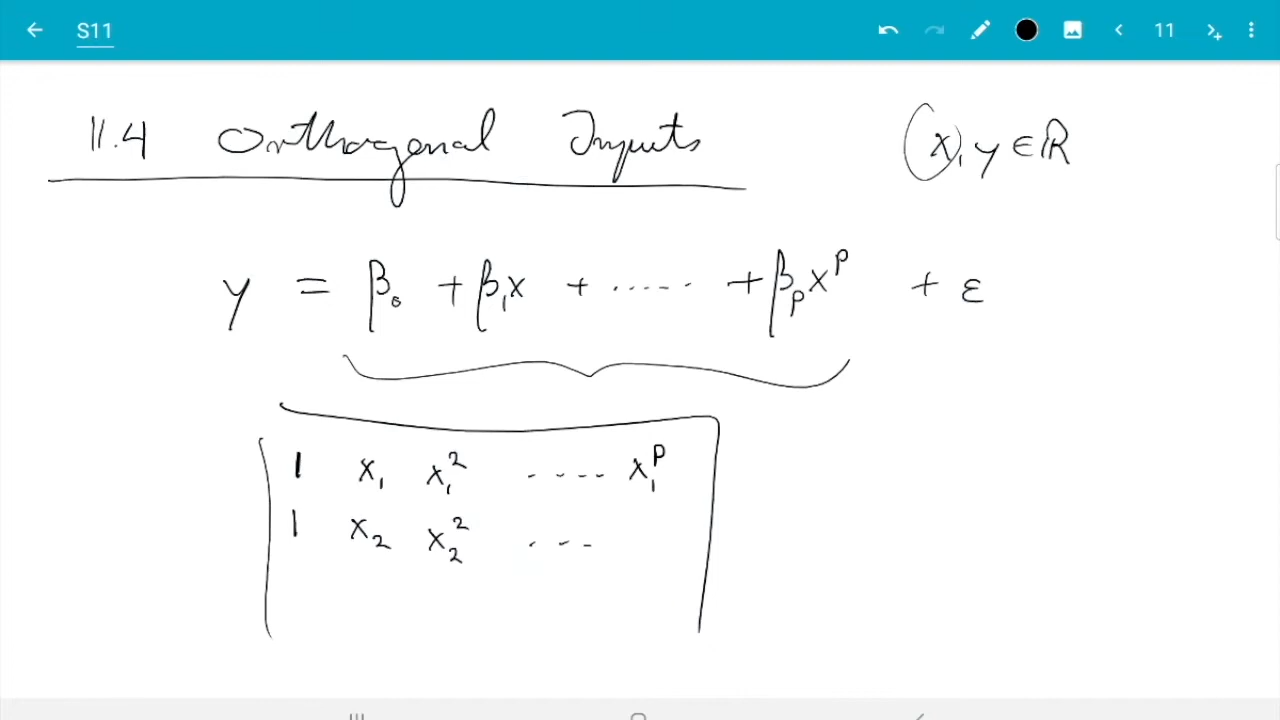 S11
11
11.4 Orthogonal Inputs
x, y ∈ ℝ
y = β₀ + β₁x + ..... + βₚxᵖ + ε
1 x₁ x₁² .... x₁ᵖ
1 x₂ x₂² ...